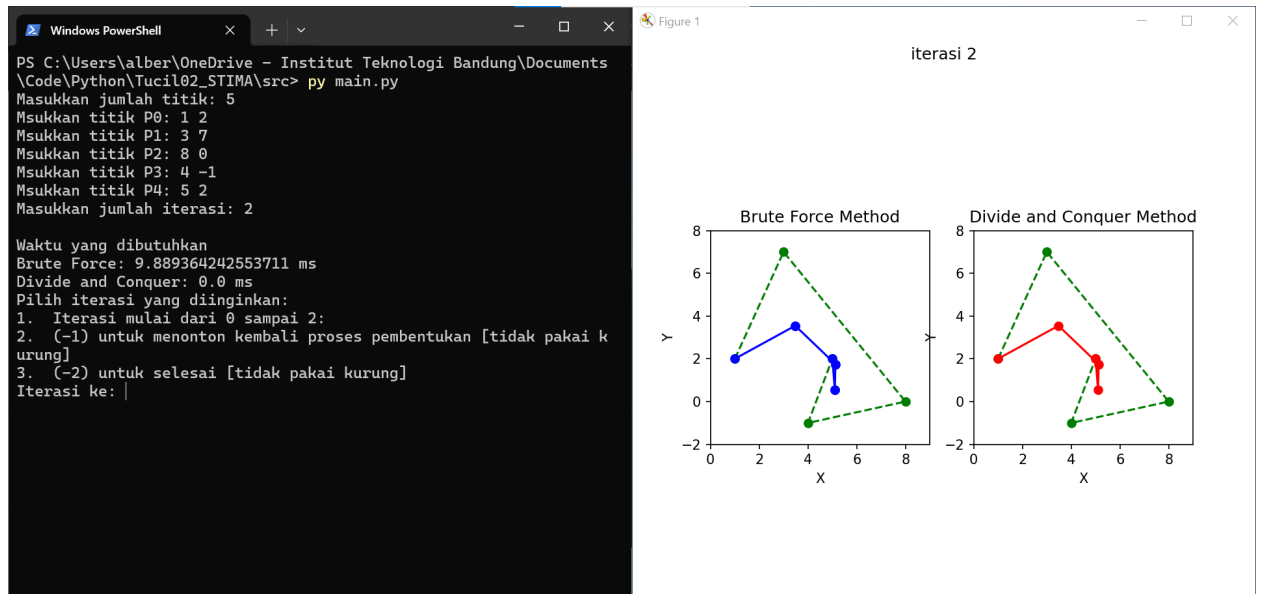 Windows PowerShell
PS C:\Users\alber\OneDrive - Institut Teknologi Bandung\Documents
\Code\Python\Tucil02_STIMA\src> py main.py
Masukkan jumlah titik: 5
Msukkan titik P0: 1 2
Msukkan titik P1: 3 7
Msukkan titik P2: 8 0
Msukkan titik P3: 4 -1
Msukkan titik P4: 5 2
Masukkan jumlah iterasi: 2
Waktu yang dibutuhkan
Brute Force: 9.889364242553711 ms
Divide and Conquer: 0.0 ms
Pilih iterasi yang diinginkan:
1.  Iterasi mulai dari 0 sampai 2:
2.  (-1) untuk menonton kembali proses pembentukan [tidak pakai k
urung]
3.  (-2) untuk selesai [tidak pakai kurung]
Iterasi ke:
Figure 1
iterasi 2
Brute Force Method
8
6
4
2
0
−2
Y
0 2 4 6 8
X
Divide and Conquer Method
8
6
4
2
0
−2
Y
0 2 4 6 8
X